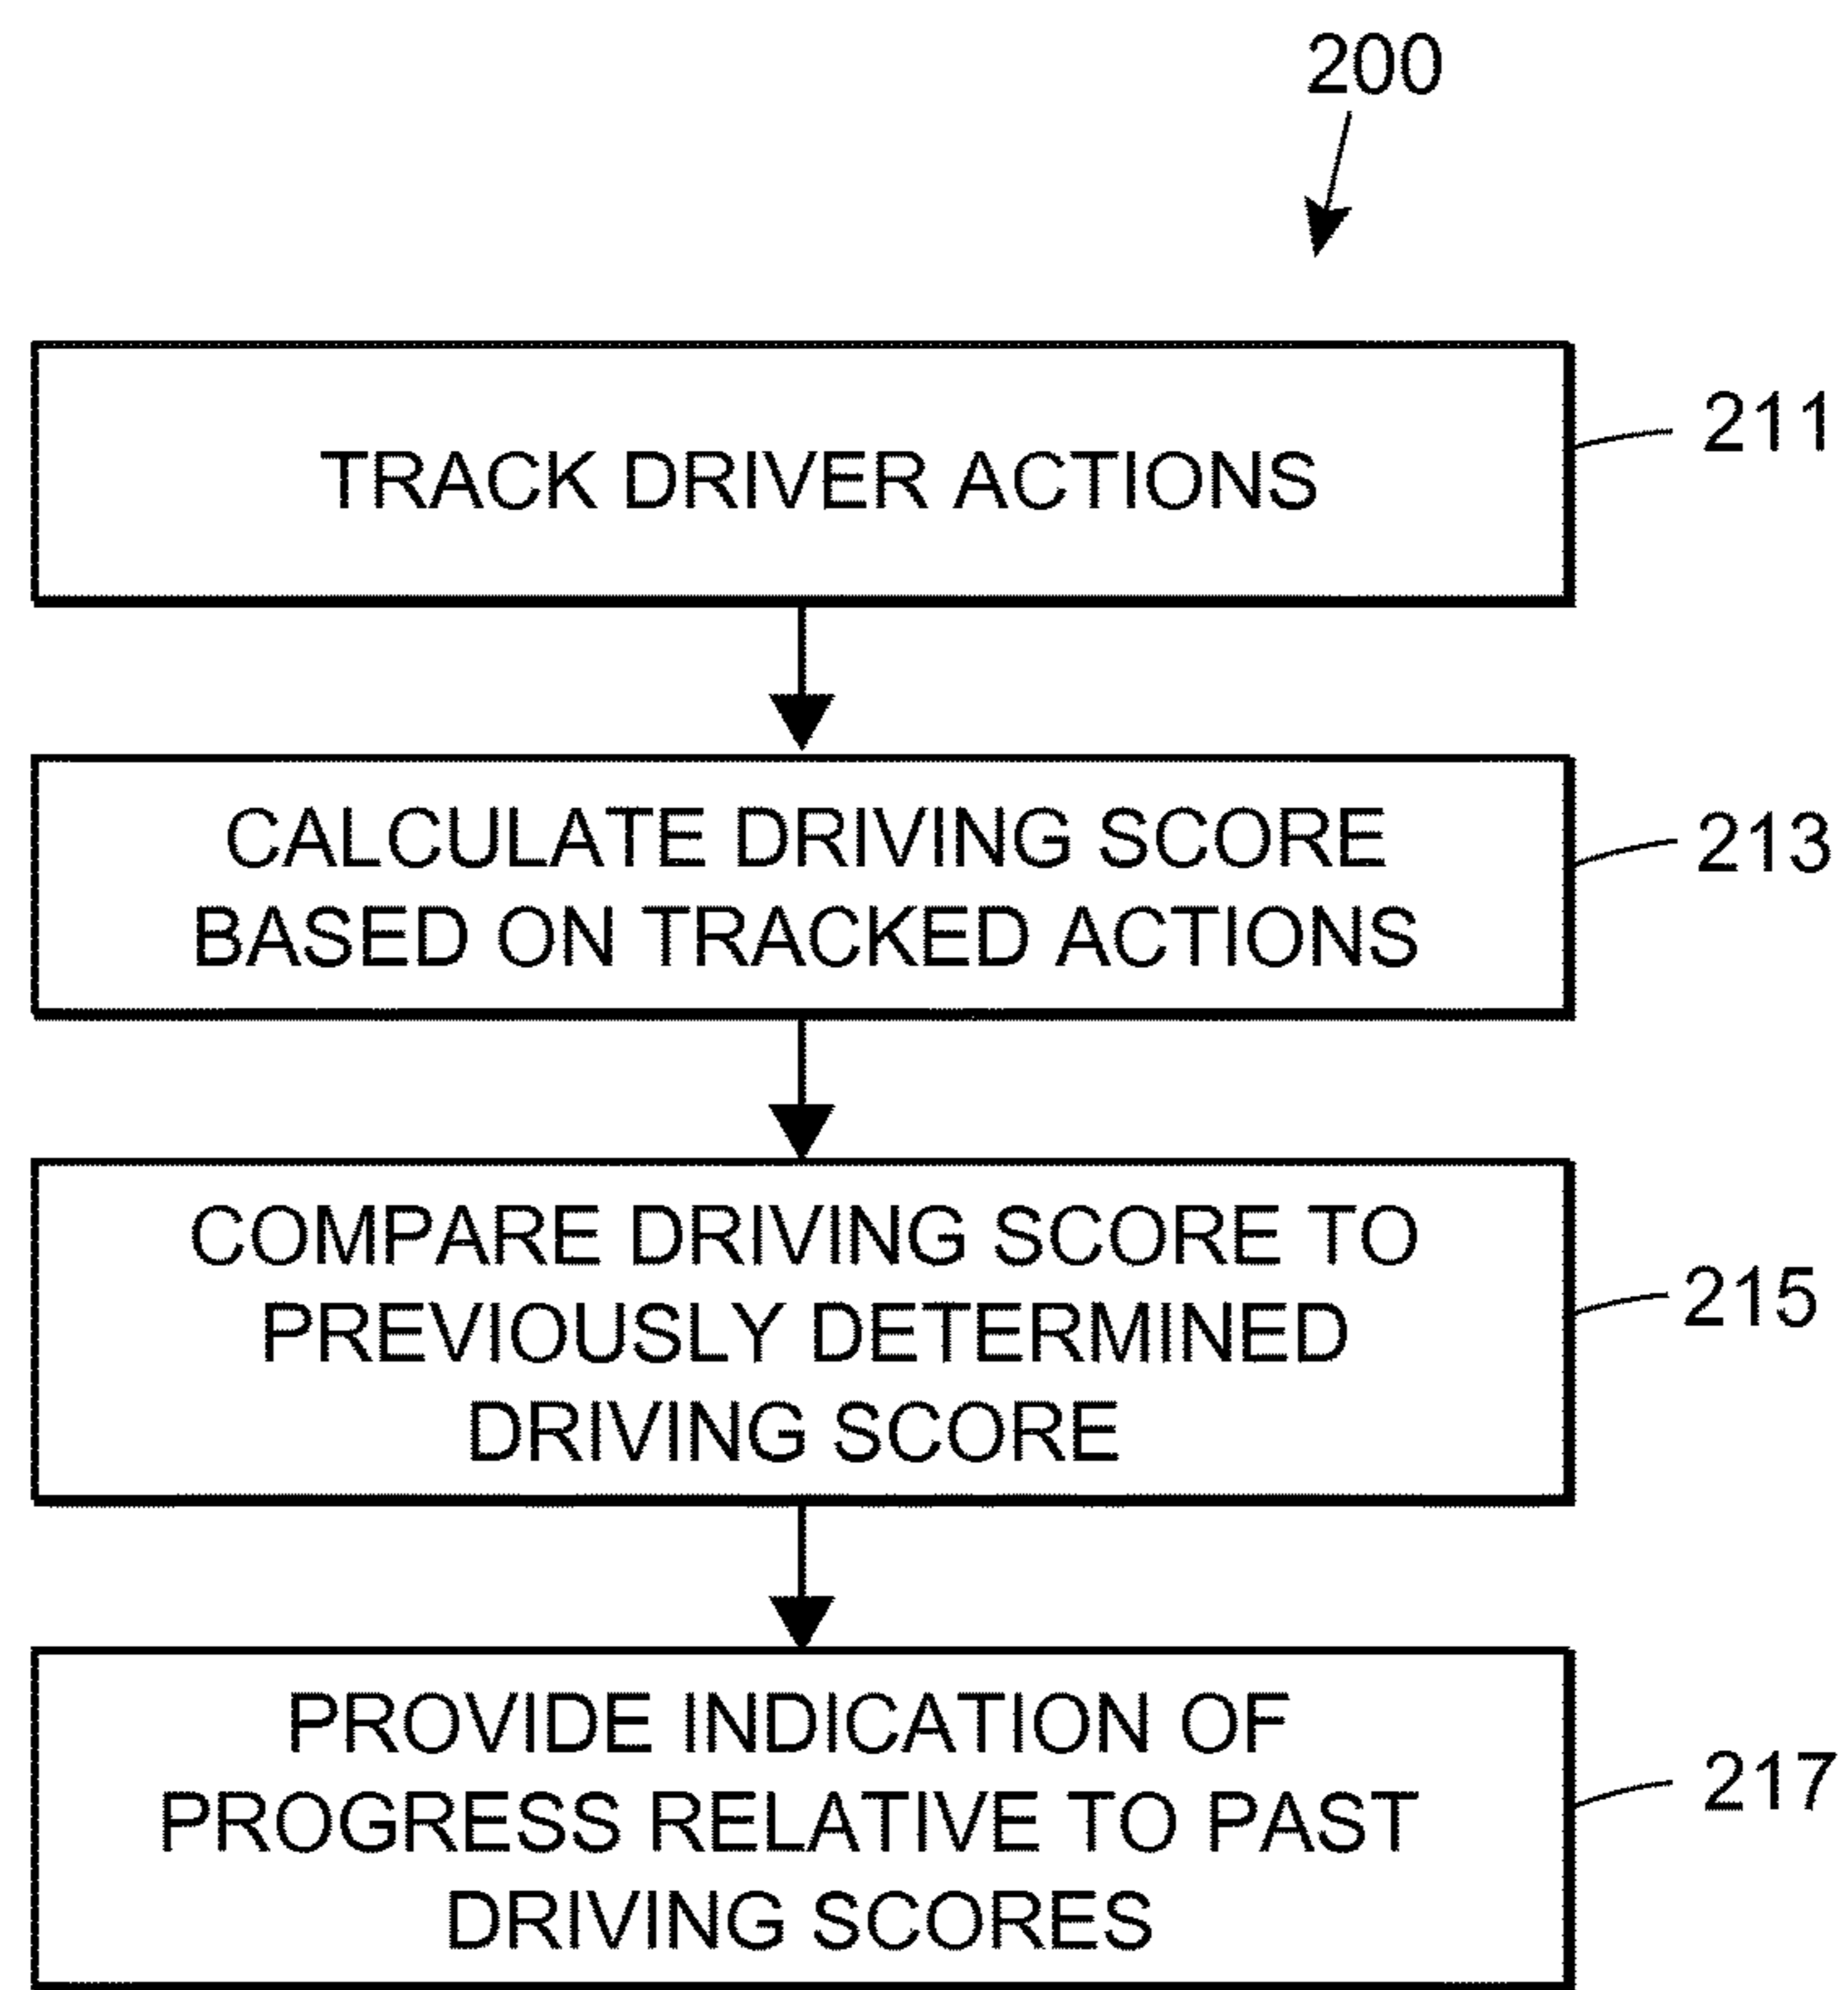 200
TRACK DRIVER ACTIONS
211
CALCULATE DRIVING SCORE
BASED ON TRACKED ACTIONS
213
COMPARE DRIVING SCORE TO
PREVIOUSLY DETERMINED
DRIVING SCORE
215
PROVIDE INDICATION OF
PROGRESS RELATIVE TO PAST
DRIVING SCORES
217